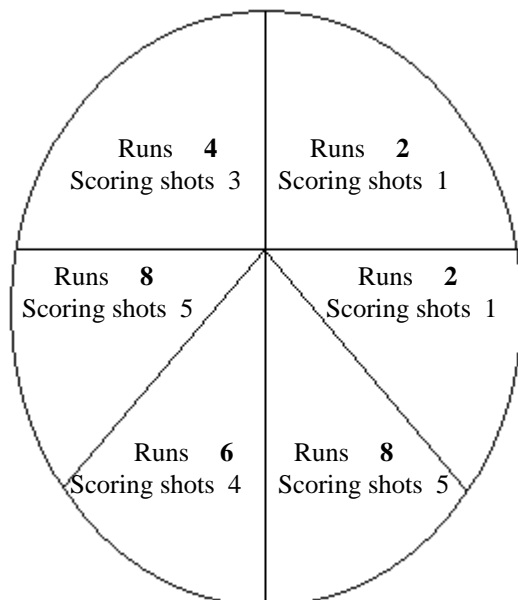 Runs 4
Scoring shots 3
Runs 2
Scoring shots 1
Runs 8
Scoring shots 5
Runs 2
Scoring shots 1
Runs 6
Scoring shots 4
Runs 8
Scoring shots 5